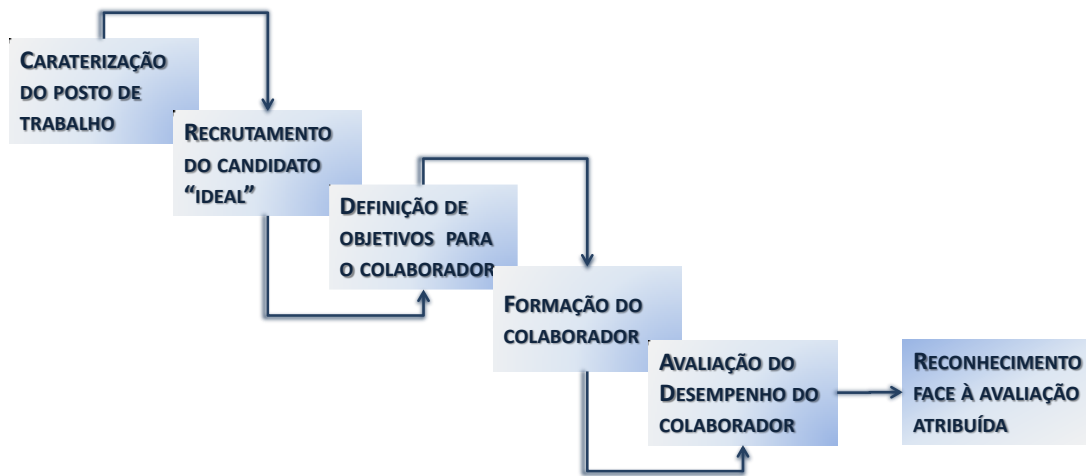 CARATERIZAÇÃO
DO POSTO DE
TRABALHO
RECRUTAMENTO
DO CANDIDATO
“IDEAL”
DEFINIÇÃO DE
OBJETIVOS PARA
O COLABORADOR
FORMAÇÃO DO
COLABORADOR
AVALIAÇÃO DO
DESEMPENHO DO
COLABORADOR
RECONHECIMENTO
FACE À AVALIAÇÃO
ATRIBUÍDA